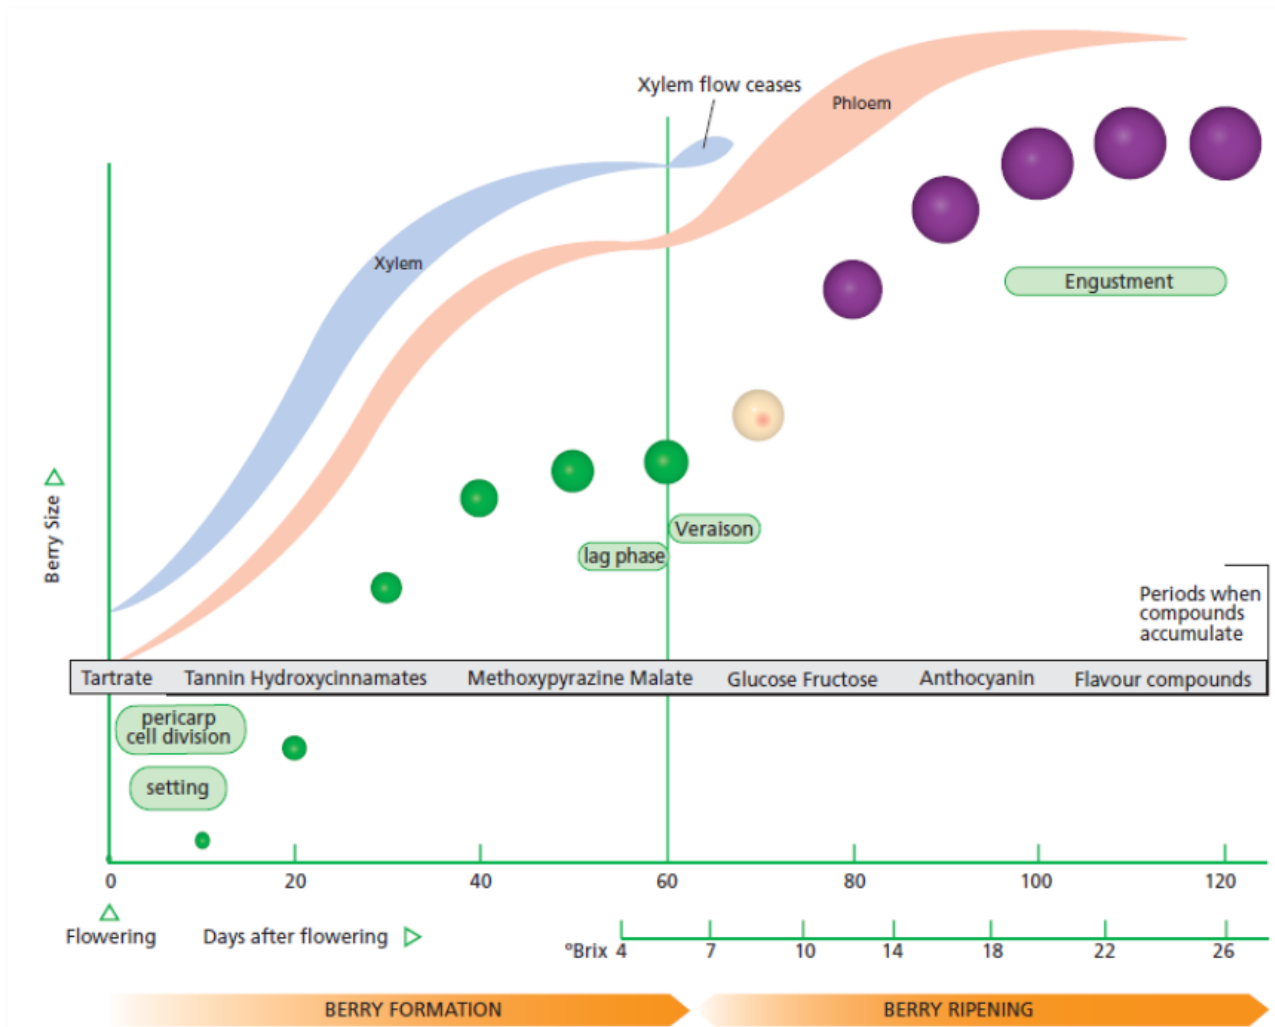 Xylem flow ceases
Phloem
Xylem
Engustment
Berry Size
Veraison
lag phase
Periods when
compounds
accumulate
Tartrate Tannin Hydroxycinnamates Methoxypyrazine Malate Glucose Fructose Anthocyanin Flavour compounds
pericarp
cell division
setting
0 20 40 60 80 100 120
Flowering Days after flowering
ºBrix 4 7 10 14 18 22 26
BERRY FORMATION BERRY RIPENING